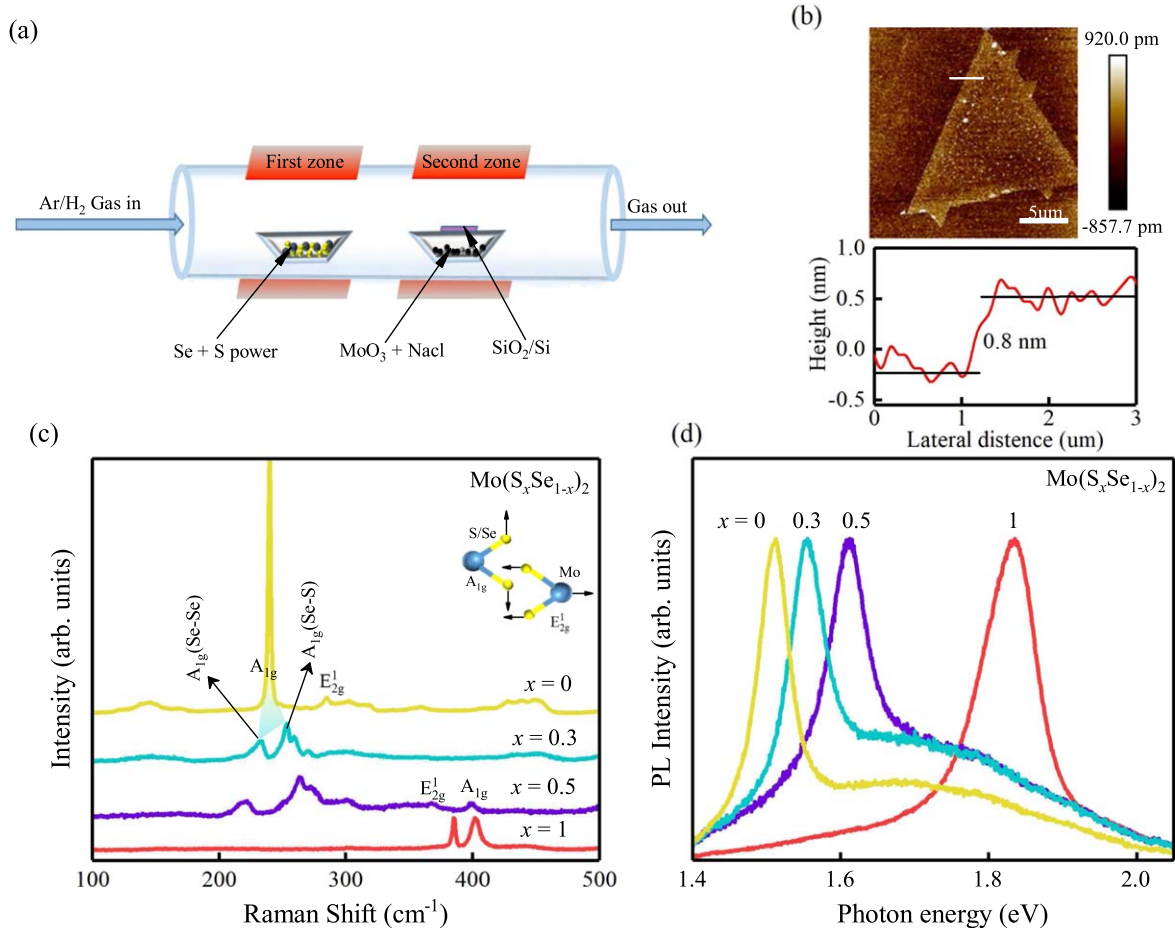 (a)
First zone
Second zone
Ar/H₂ Gas in
Gas out
Se + S power
MoO₃ + Nacl
SiO₂/Si
(b)
920.0 pm
-857.7 pm
5um
1.0
0.5
0.0
-0.5
Height (nm)
0.8 nm
0 1 2 3
Lateral distence (um)
(c)
Mo(SₓSe₁₋ₓ)₂
S/Se
Mo
A₁g
E¹₂g
A₁g(Se-Se)
A₁g
A₁g(Se-S)
E¹₂g
x = 0
x = 0.3
E¹₂g
A₁g
x = 0.5
x = 1
Intensity (arb. units)
100 200 300 400 500
Raman Shift (cm⁻¹)
(d)
Mo(SₓSe₁₋ₓ)₂
x = 0 0.3 0.5 1
PL Intensity (arb. units)
1.4 1.6 1.8 2.0
Photon energy (eV)